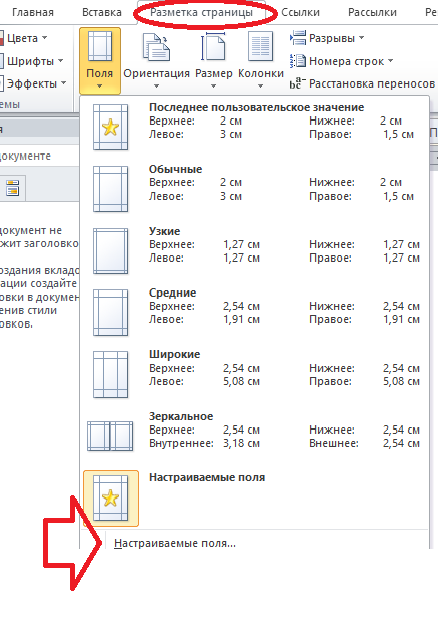 Главная Вставка Разметка страницы Ссылки Рассылки Ре
Цвета
Шрифты
Эффекты
емы
Поля
Ориентация
Размер
Колонки
Разрывы
Номера строк
Расстановка переносов
я
документе
документ не
жит заголово
оздания вкладо
ации создайте
овки в докумен
енив стили
овков.
Последнее пользовательское значение
Верхнее: 2 см Нижнее: 2 см
Левое: 3 см Правое: 1,5 см
Обычные
Верхнее: 2 см Нижнее: 2 см
Левое: 3 см Правое: 1,5 см
Узкие
Верхнее: 1,27 см Нижнее: 1,27 см
Левое: 1,27 см Правое: 1,27 см
Средние
Верхнее: 2,54 см Нижнее: 2,54 см
Левое: 1,91 см Правое: 1,91 см
Широкие
Верхнее: 2,54 см Нижнее: 2,54 см
Левое: 5,08 см Правое: 5,08 см
Зеркальное
Верхнее: 2,54 см Нижнее: 2,54 см
Внутреннее: 3,18 см Внешнее: 2,54 см
Настраиваемые поля
Настраиваемые поля...